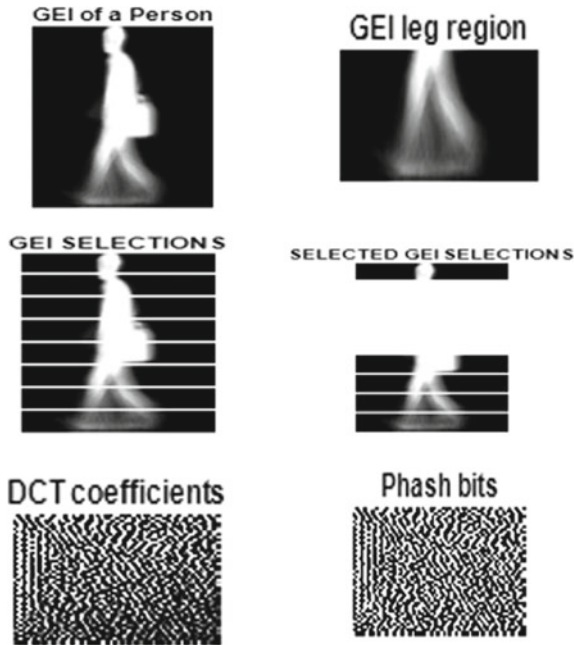 GEI of a Person
GEI leg region
GEI SELECTIONS
SELECTED GEI SELECTIONS
DCT coefficients
Phash bits